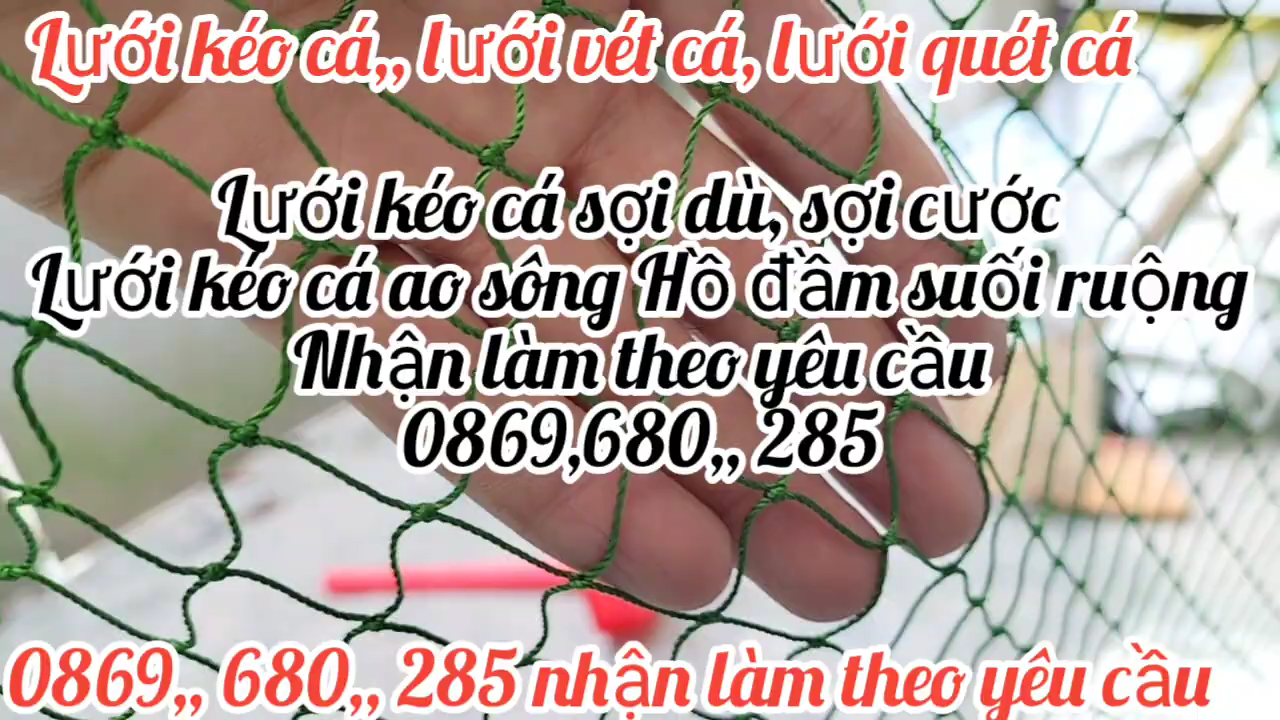 Lưới kéo cá,, lưới vét cá, lưới quét cá
Lưới kéo cá sợi dù, sợi cước
Lưới kéo cá ao sông Hồ đầm suối ruộng
Nhận làm theo yêu cầu
0869,680,, 285
0869,, 680,, 285 nhận làm theo yêu cầu